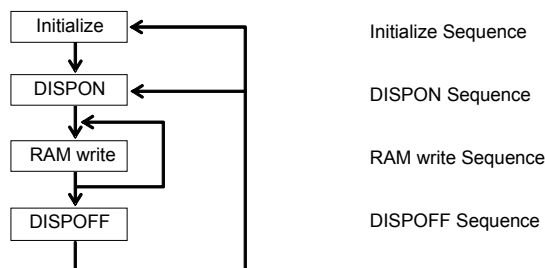 Initialize Initialize Sequence
DISPON DISPON Sequence
RAM write RAM write Sequence
DISPOFF DISPOFF Sequence